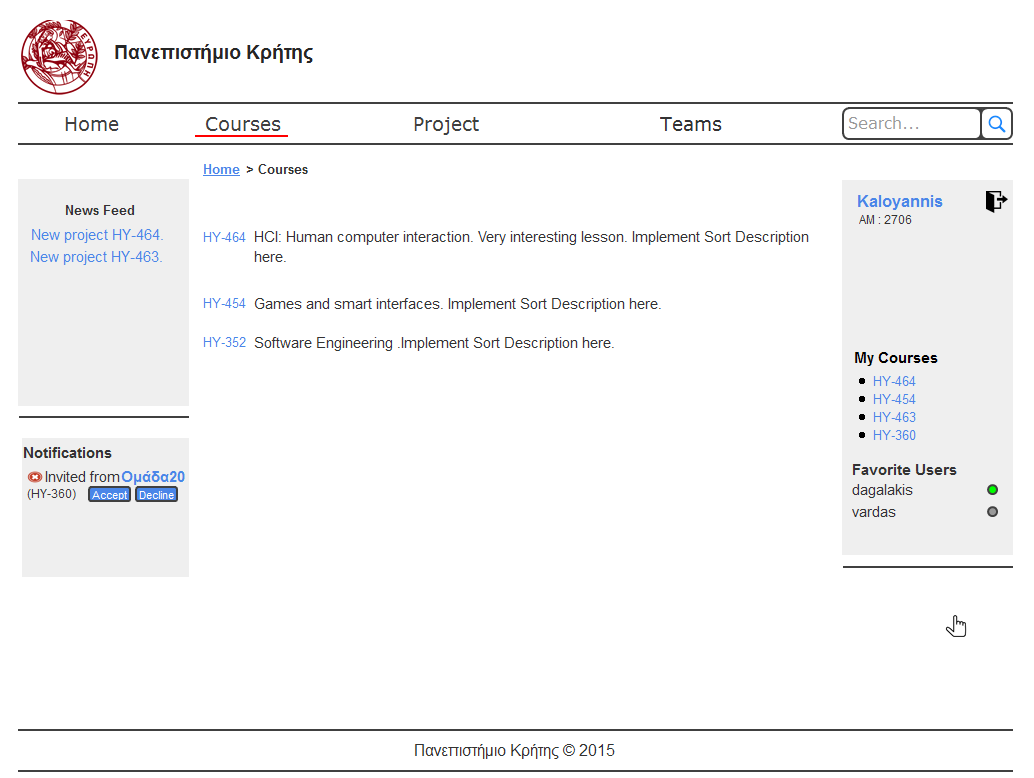 ΕΥΡΩΠΗ
Πανεπιστήμιο Κρήτης
Home Courses Project Teams Search...
Home > Courses
News Feed
New project HY-464.
New project HY-463.
Notifications
Invited from Ομάδα20
(HY-360) Accept Decline
HY-464 HCI: Human computer interaction. Very interesting lesson. Implement Sort Description
here.
HY-454 Games and smart interfaces. Implement Sort Description here.
HY-352 Software Engineering .Implement Sort Description here.
Kaloyannis
AM : 2706
My Courses
HY-464
HY-454
HY-463
HY-360
Favorite Users
dagalakis
vardas
Πανεπιστήμιο Κρήτης © 2015